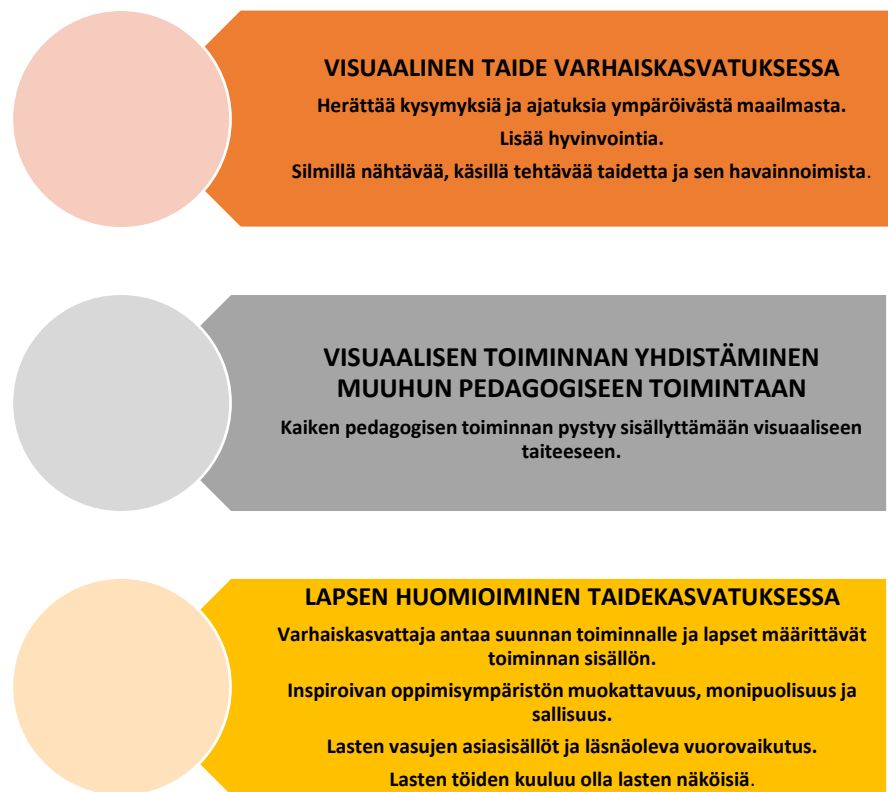 VISUAALINEN TAIDE VARHAISKASVATUKSESSA
Herättää kysymyksiä ja ajatuksia ympäröivästä maailmasta.
Lisää hyvinvointia.
Silmillä nähtävää, käsillä tehtävää taidetta ja sen havainnoimista.
VISUAALISEN TOIMINNAN YHDISTÄMINEN
MUUHUN PEDAGOGISEEN TOIMINTAAN
Kaiken pedagogisen toiminnan pystyy sisällyttämään visuaaliseen
taiteeseen.
LAPSEN HUOMIOIMINEN TAIDEKASVATUKSESSA
Varhaiskasvattaja antaa suunnan toiminnalle ja lapset määrittävät
toiminnan sisällön.
Inspiroivan oppimisympäristön muokattavuus, monipuolisuus ja
sallisuus.
Lasten vasujen asiasisällöt ja läsnäoleva vuorovaikutus.
Lasten töiden kuuluu olla lasten näköisiä.